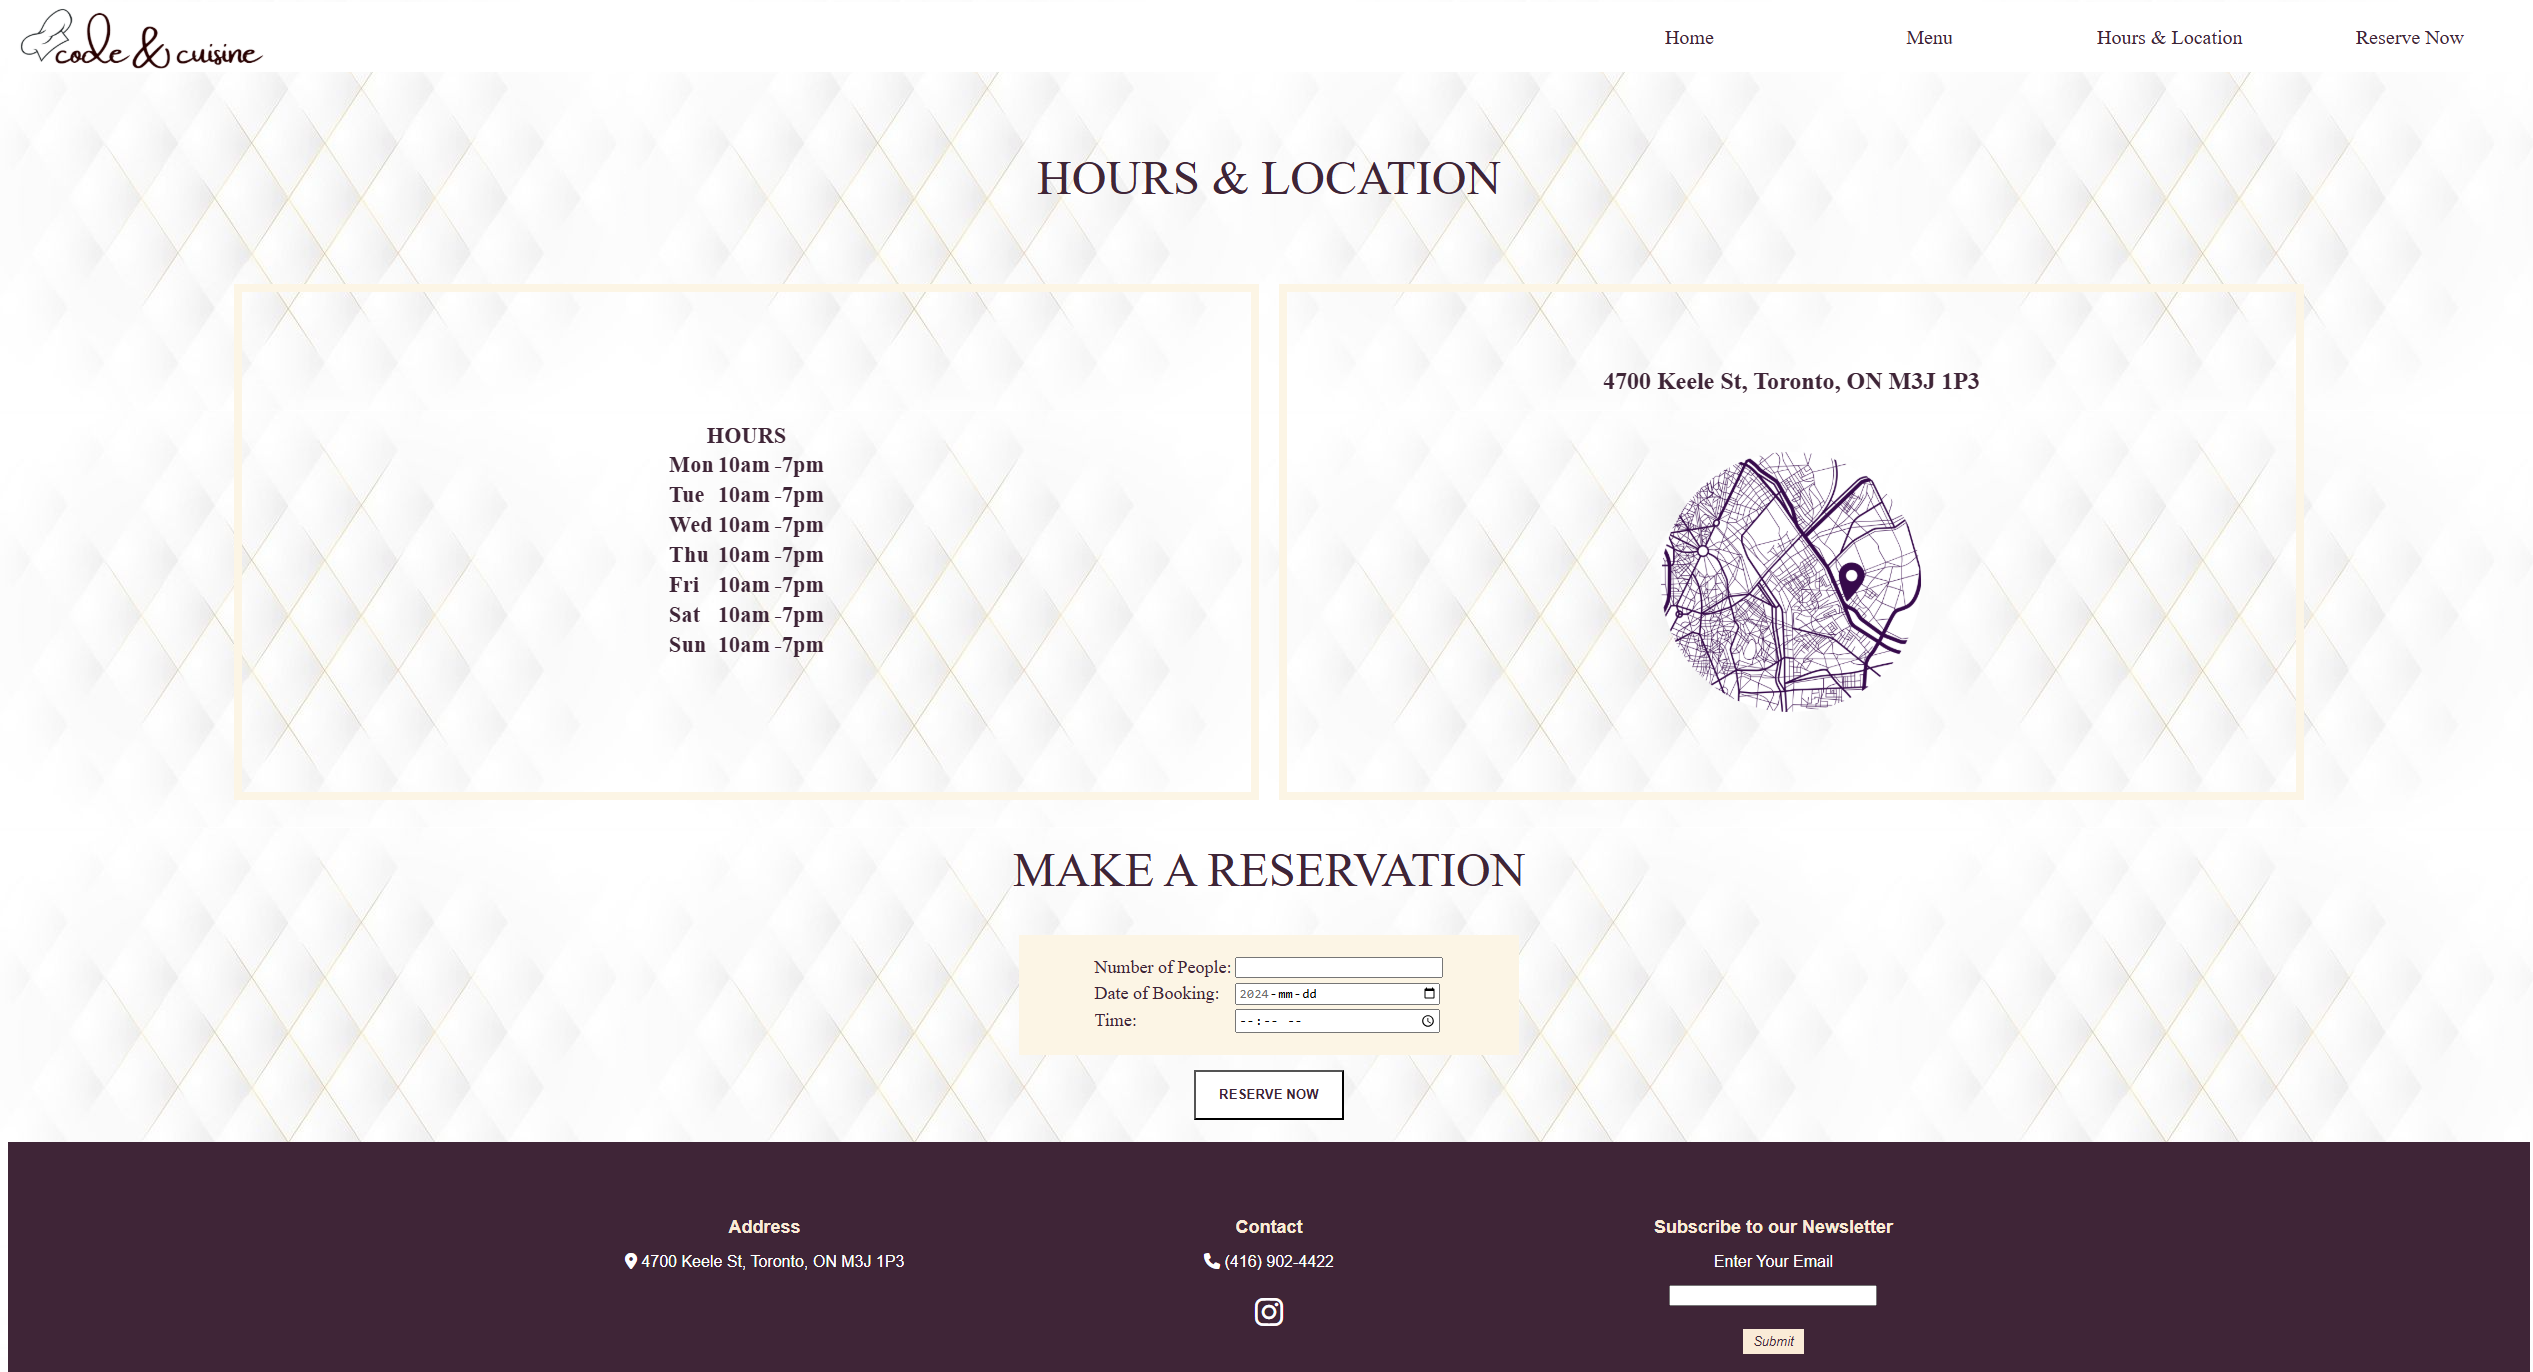 code & cuisine
Home Menu Hours & Location Reserve Now
HOURS & LOCATION
HOURS
Mon 10am -7pm
Tue 10am -7pm
Wed 10am -7pm
Thu 10am -7pm
Fri 10am -7pm
Sat 10am -7pm
Sun 10am -7pm
4700 Keele St, Toronto, ON M3J 1P3
MAKE A RESERVATION
Number of People:
Date of Booking: 2024-mm-dd
Time: --:-- --
RESERVE NOW
Address
4700 Keele St, Toronto, ON M3J 1P3
Contact
(416) 902-4422
Subscribe to our Newsletter
Enter Your Email
Submit